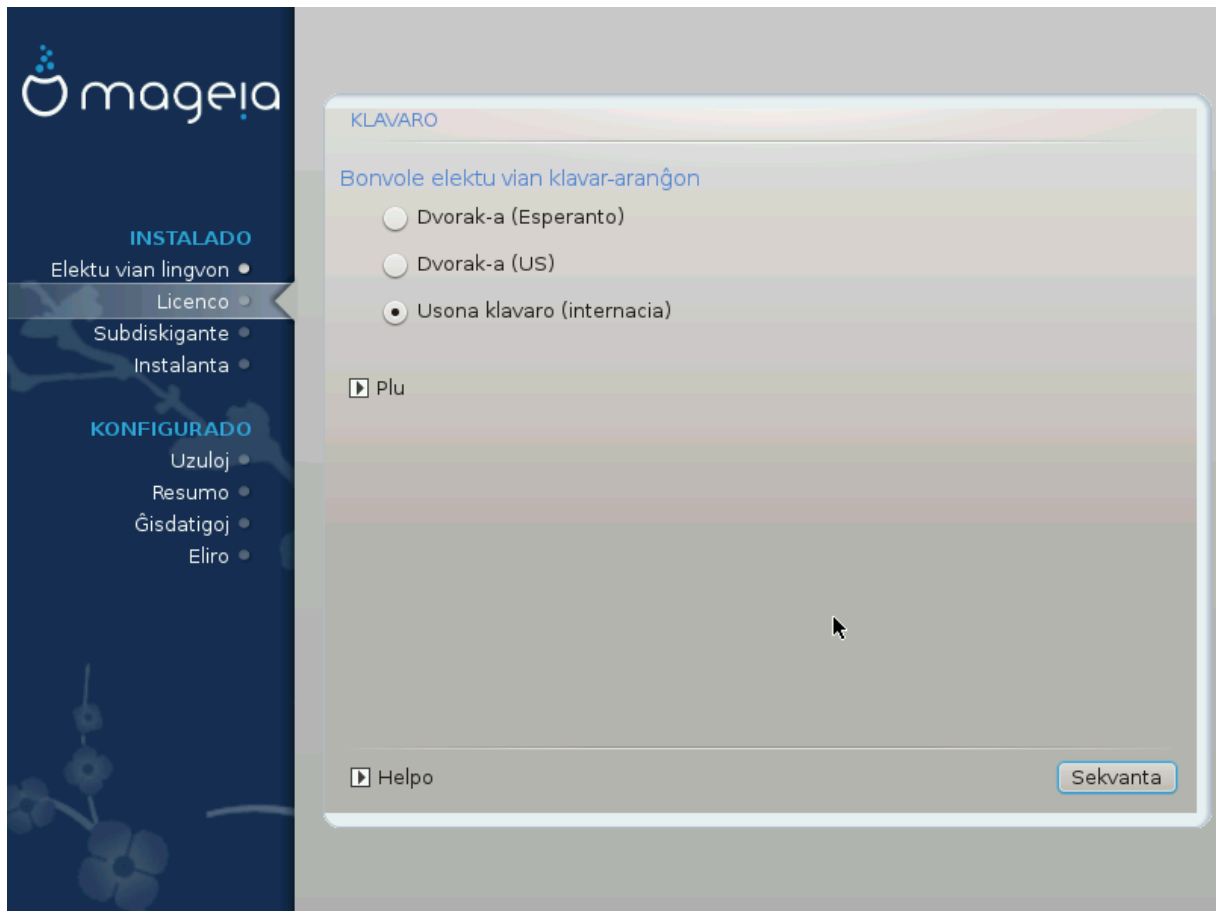 mageia
INSTALADO
Elektu vian lingvon
Licenco
Subdiskigante
Instalanta
KONFIGURADO
Uzuloj
Resumo
Ĝisdatigoj
Eliro
KLAVARO
Bonvole elektu vian klavar-aranĝon
Dvorak-a (Esperanto)
Dvorak-a (US)
Usona klavaro (internacia)
Plu
Helpo
Sekvanta